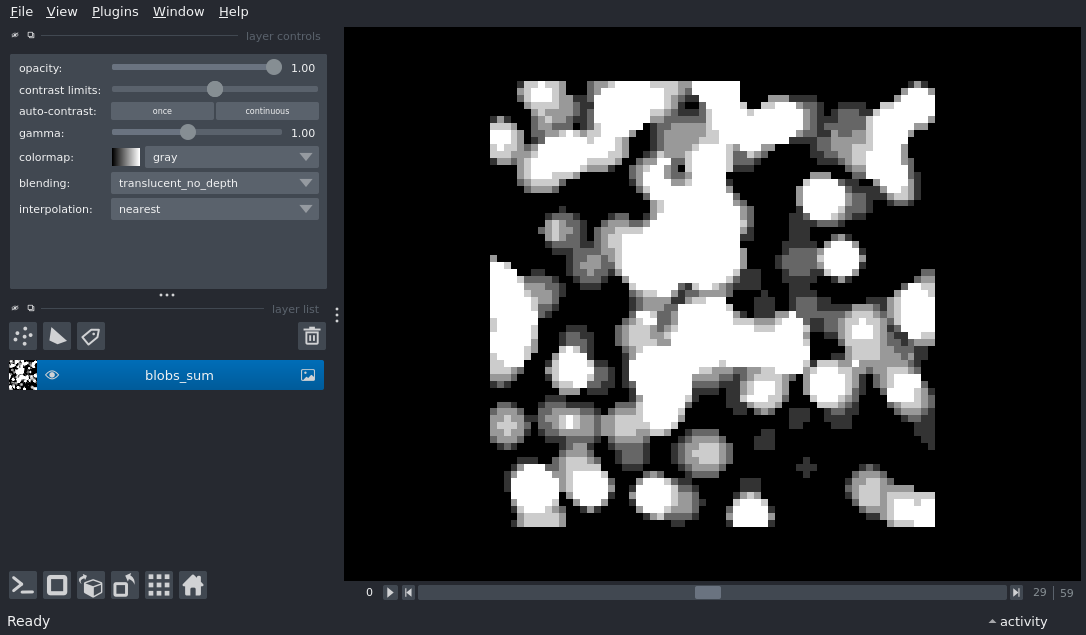 File View Plugins Window Help
layer controls
opacity: 1.00
contrast limits:
auto-contrast: once continuous
gamma: 1.00
colormap: gray
blending: translucent_no_depth
interpolation: nearest
layer list
blobs_sum
0 29 59
Ready activity